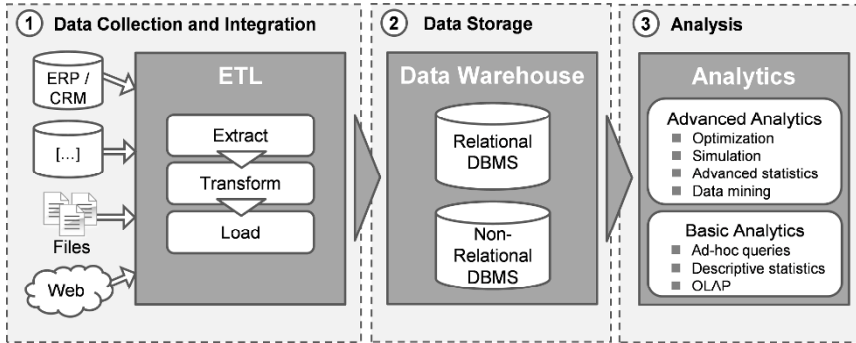 1 Data Collection and Integration
ERP /
CRM
[...]
Files
Web
ETL
Extract
Transform
Load
2 Data Storage
Data Warehouse
Relational
DBMS
Non-
Relational
DBMS
3 Analysis
Analytics
Advanced Analytics
Optimization
Simulation
Advanced statistics
Data mining
Basic Analytics
Ad-hoc queries
Descriptive statistics
OLAP